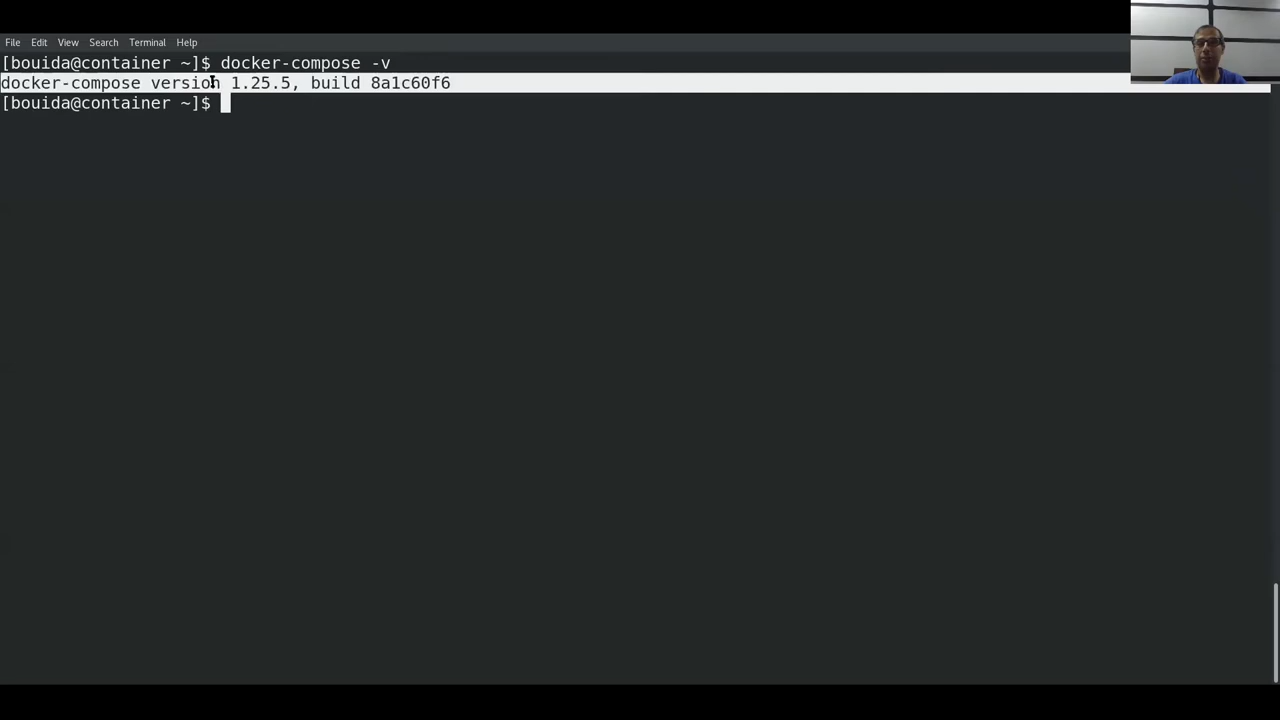 File Edit View Search Terminal Help
[bouida@container ~]$ docker-compose -v
docker-compose version 1.25.5, build 8a1c60f6
[bouida@container ~]$